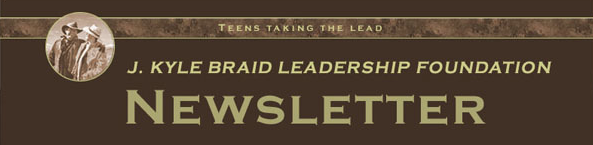 TEENS TAKING THE LEAD
J. KYLE BRAID LEADERSHIP FOUNDATION
NEWSLETTER